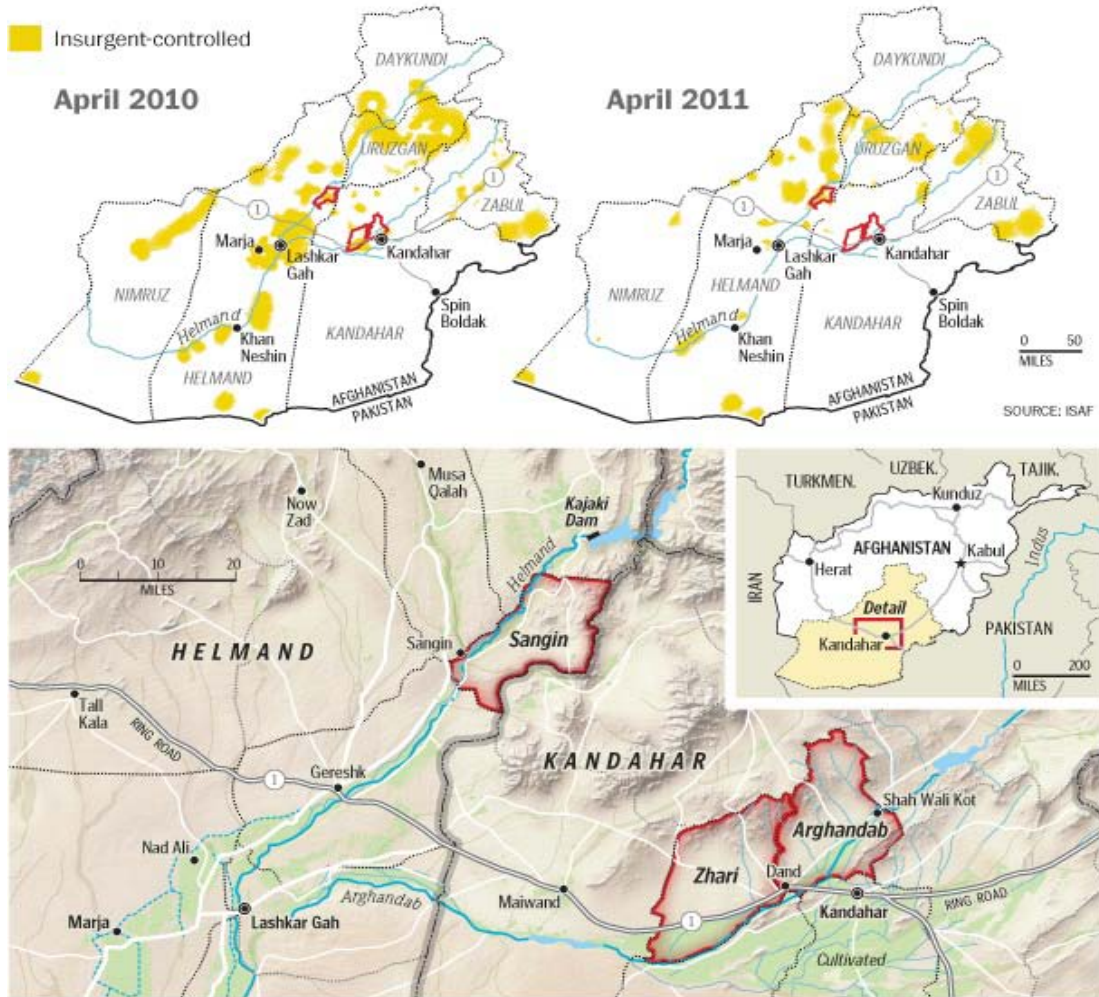 Insurgent-controlled
April 2010
DAYKUNDI
URUZGAN
1
ZABUL
Marja
Lashkar
Gah
Kandahar
NIMRUZ
Helmand
Khan
Neshin
Spin
Boldak
KANDAHAR
HELMAND
AFGHANISTAN
PAKISTAN
1
April 2011
DAYKUNDI
URUZGAN
1
ZABUL
1
Marja
Lashkar
Gah
Kandahar
HELMAND
NIMRUZ
Helmand
Khan
Neshin
Spin
Boldak
KANDAHAR
AFGHANISTAN
PAKISTAN
0 50
MILES
SOURCE: ISAF
Musa
Qalah
Now
Zad
Kajaki
Dam
0 10 20
MILES
Helmand
HELMAND
Sangin
Sangin
Tall
Kala
RING ROAD
1
Gereshk
KANDAHAR
Shah Wali Kot
Arghandab
Nad Ali
Zhari
Dand
Maiwand
Arghandab
Marja
Lashkar Gah
1
Kandahar
RING ROAD
Cultivated
UZBEK.
TAJIK.
TURKMEN.
Kunduz
AFGHANISTAN
Kabul
Indus
Herat
IRAN
Detail
Kandahar
PAKISTAN
0 200
MILES